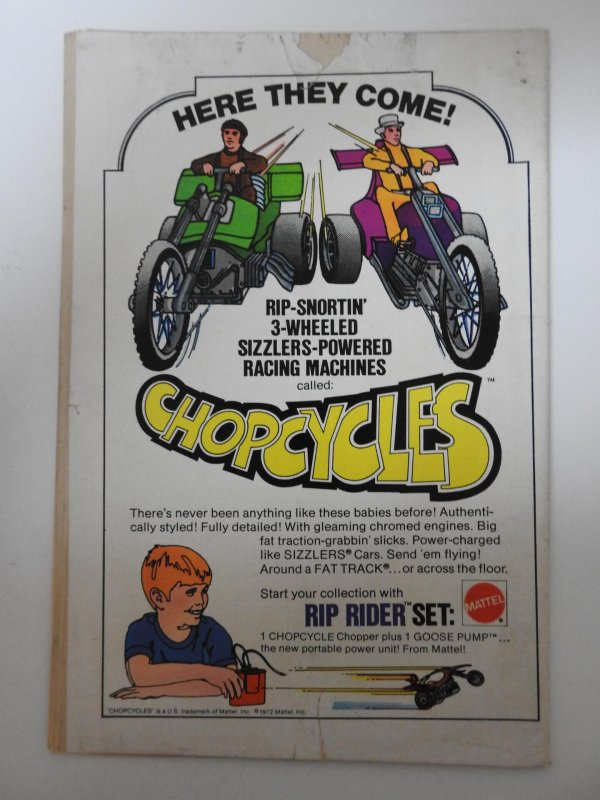 HERE THEY COME!
RIP-SNORTIN'
3-WHEELED
SIZZLERS-POWERED
RACING MACHINES
called:
CHOPCYCLES™
There's never been anything like these babies before! Authenti-
cally styled! Fully detailed! With gleaming chromed engines. Big
fat traction-grabbin' slicks. Power-charged
like SIZZLERS® Cars. Send 'em flying!
Around a FAT TRACK®...or across the floor.
Start your collection with
RIP RIDER™ SET:
MATTEL®
1 CHOPCYCLE Chopper plus 1 GOOSE PUMP™...
the new portable power unit! From Mattel!
"CHOPCYCLES" is a U.S. trademark of Mattel, Inc. ©1972 Mattel, Inc.